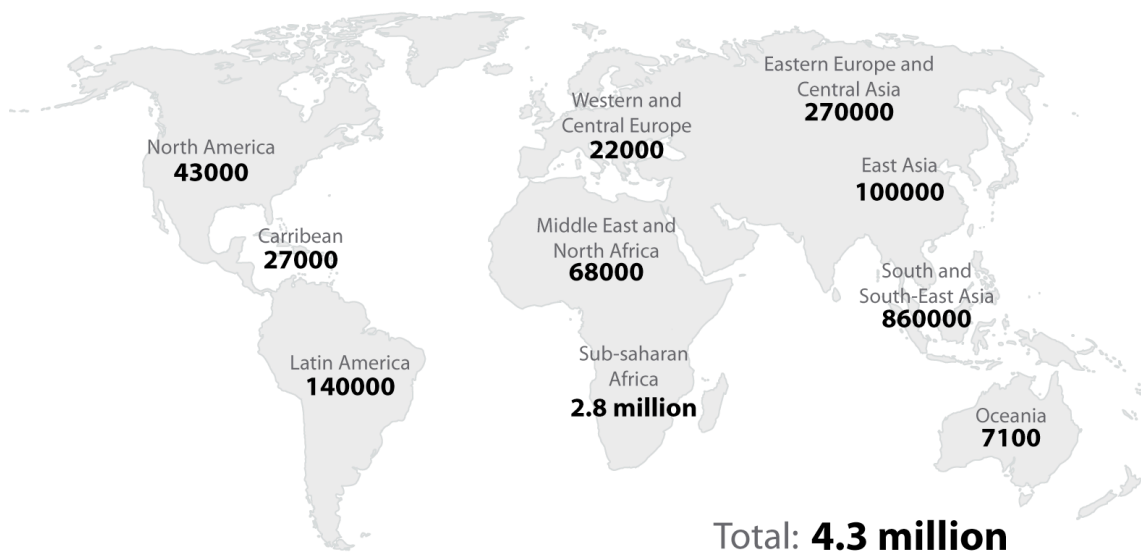 Eastern Europe and
Central Asia
270000
Western and
Central Europe
22000
North America
43000
East Asia
100000
Middle East and
North Africa
68000
Carribean
27000
South and
South-East Asia
860000
Sub-saharan
Africa
2.8 million
Latin America
140000
Oceania
7100
Total: 4.3 million